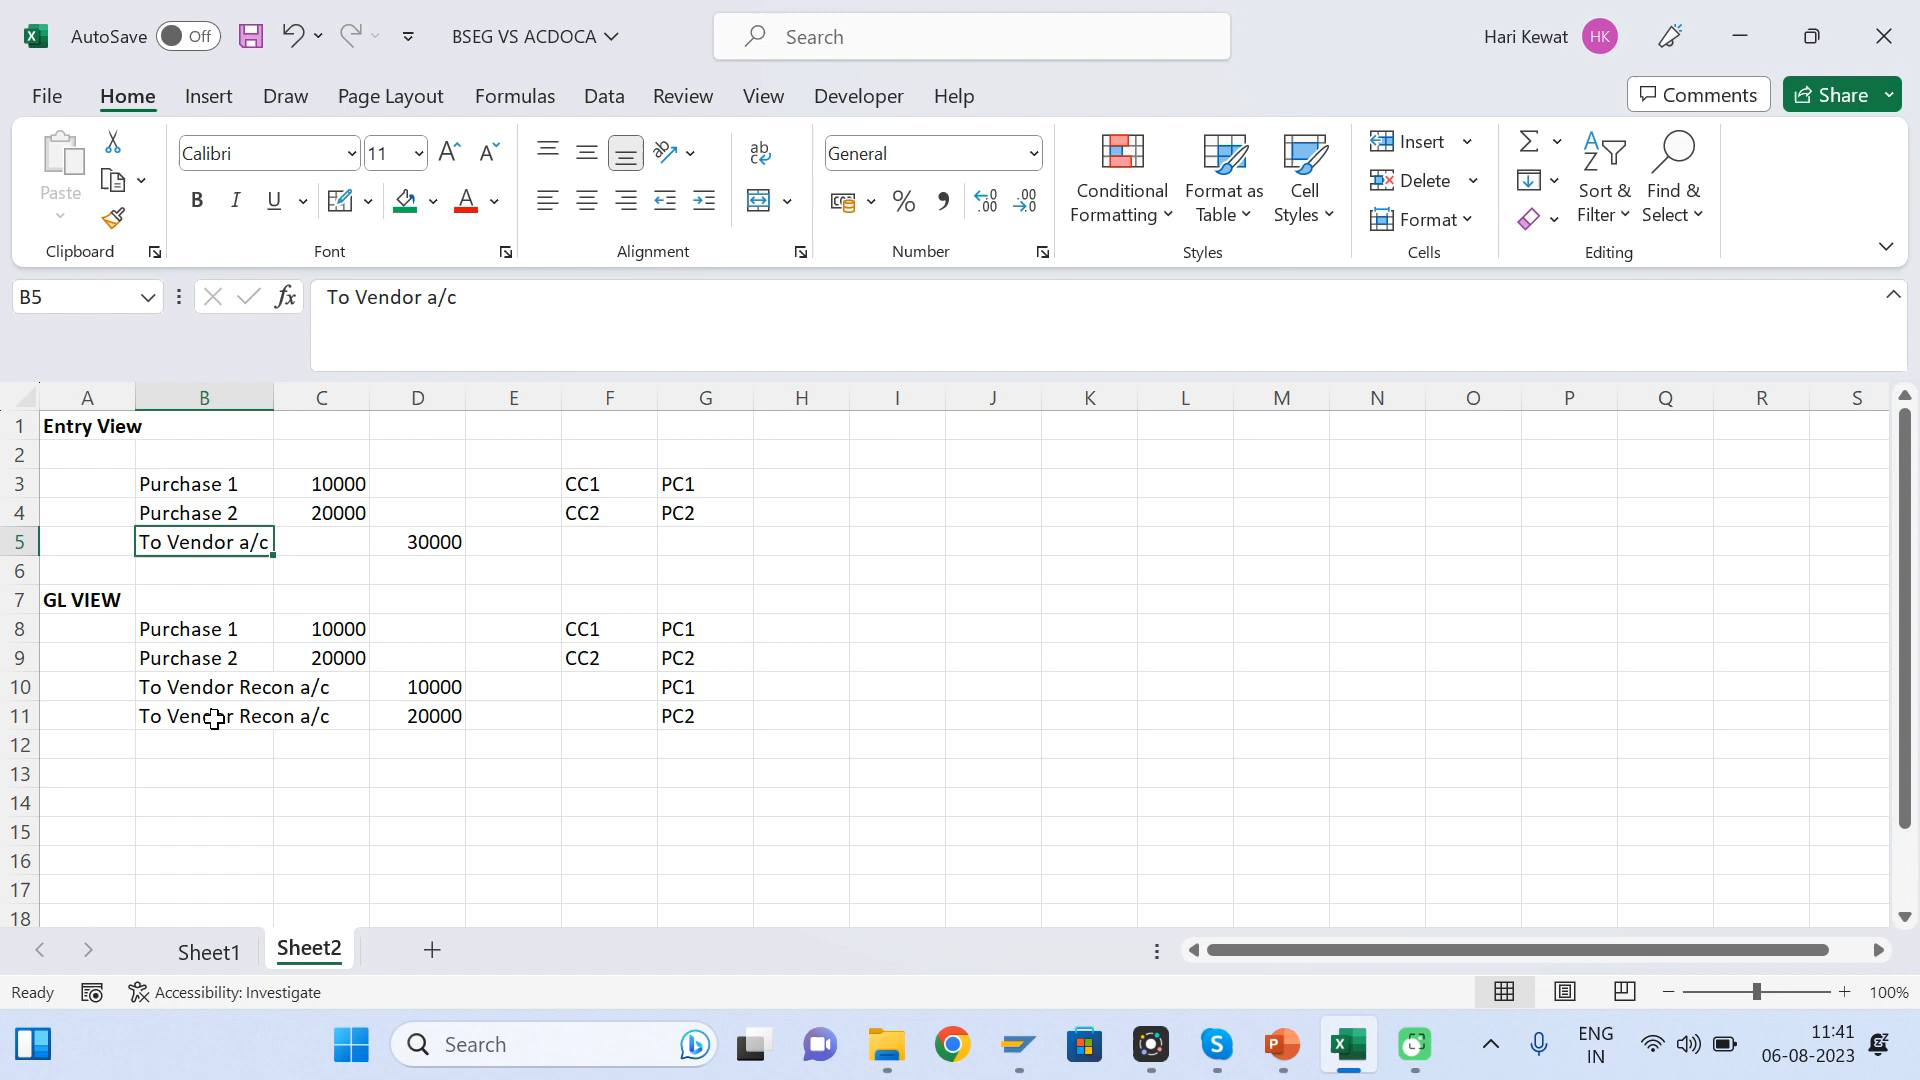 AutoSave Off BSEG VS ACDOCA Search Hari Kewat HK
File Home Insert Draw Page Layout Formulas Data Review View Developer Help Comments Share
Paste Calibri 11 General Conditional Formatting Format as Table Cell Styles Insert Delete Format Sort & Filter Find & Select
Clipboard Font Alignment Number Styles Cells Editing
B5 fx To Vendor a/c
A B C D E F G H I J K L M N O P Q R S
1 Entry View
2
3 Purchase 1 10000 CC1 PC1
4 Purchase 2 20000 CC2 PC2
5 To Vendor a/c 30000
6
7 GL VIEW
8 Purchase 1 10000 CC1 PC1
9 Purchase 2 20000 CC2 PC2
10 To Vendor Recon a/c 10000 PC1
11 To Vendor Recon a/c 20000 PC2
12
13
14
15
16
17
18
Sheet1 Sheet2
Ready Accessibility: Investigate 100%
Search ENG IN 11:41 06-08-2023